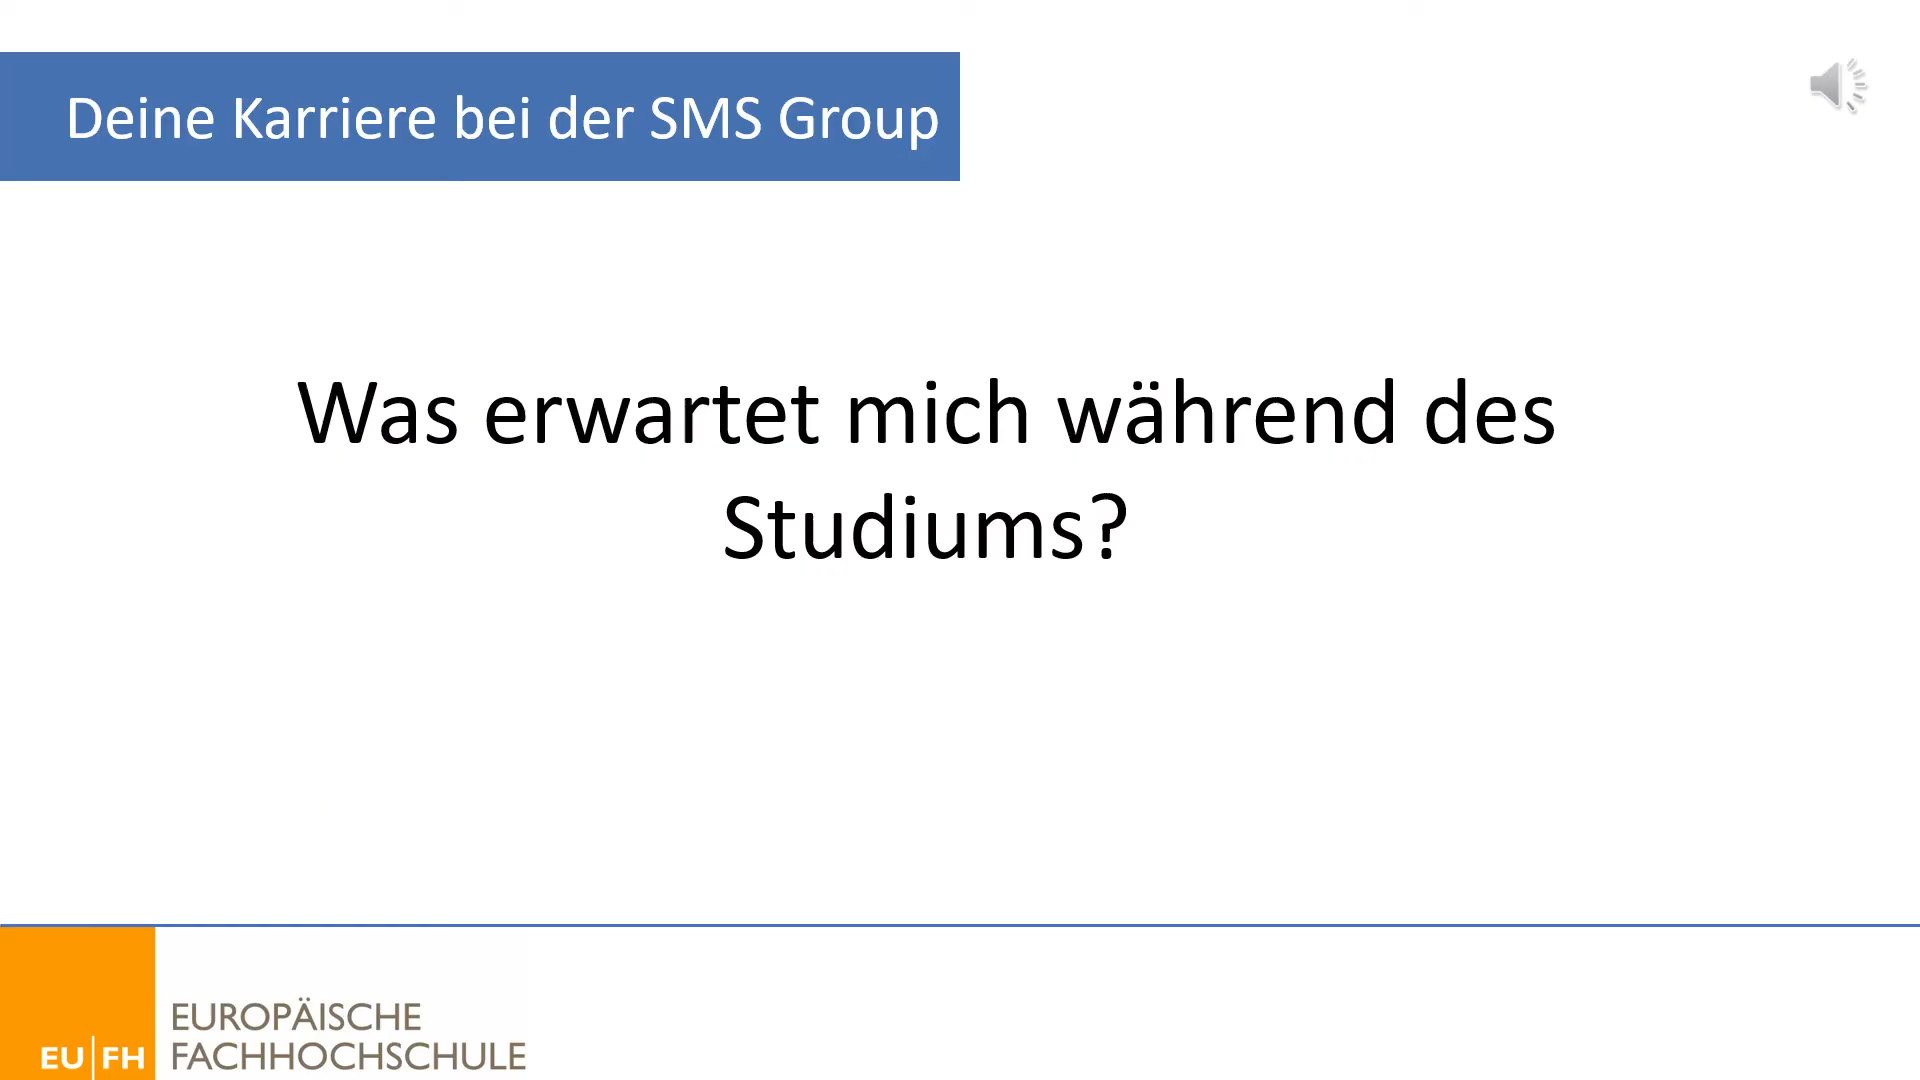 Deine Karriere bei der SMS Group
Was erwartet mich während des
Studiums?
EU FH
EUROPÄISCHE
FACHHOCHSCHULE